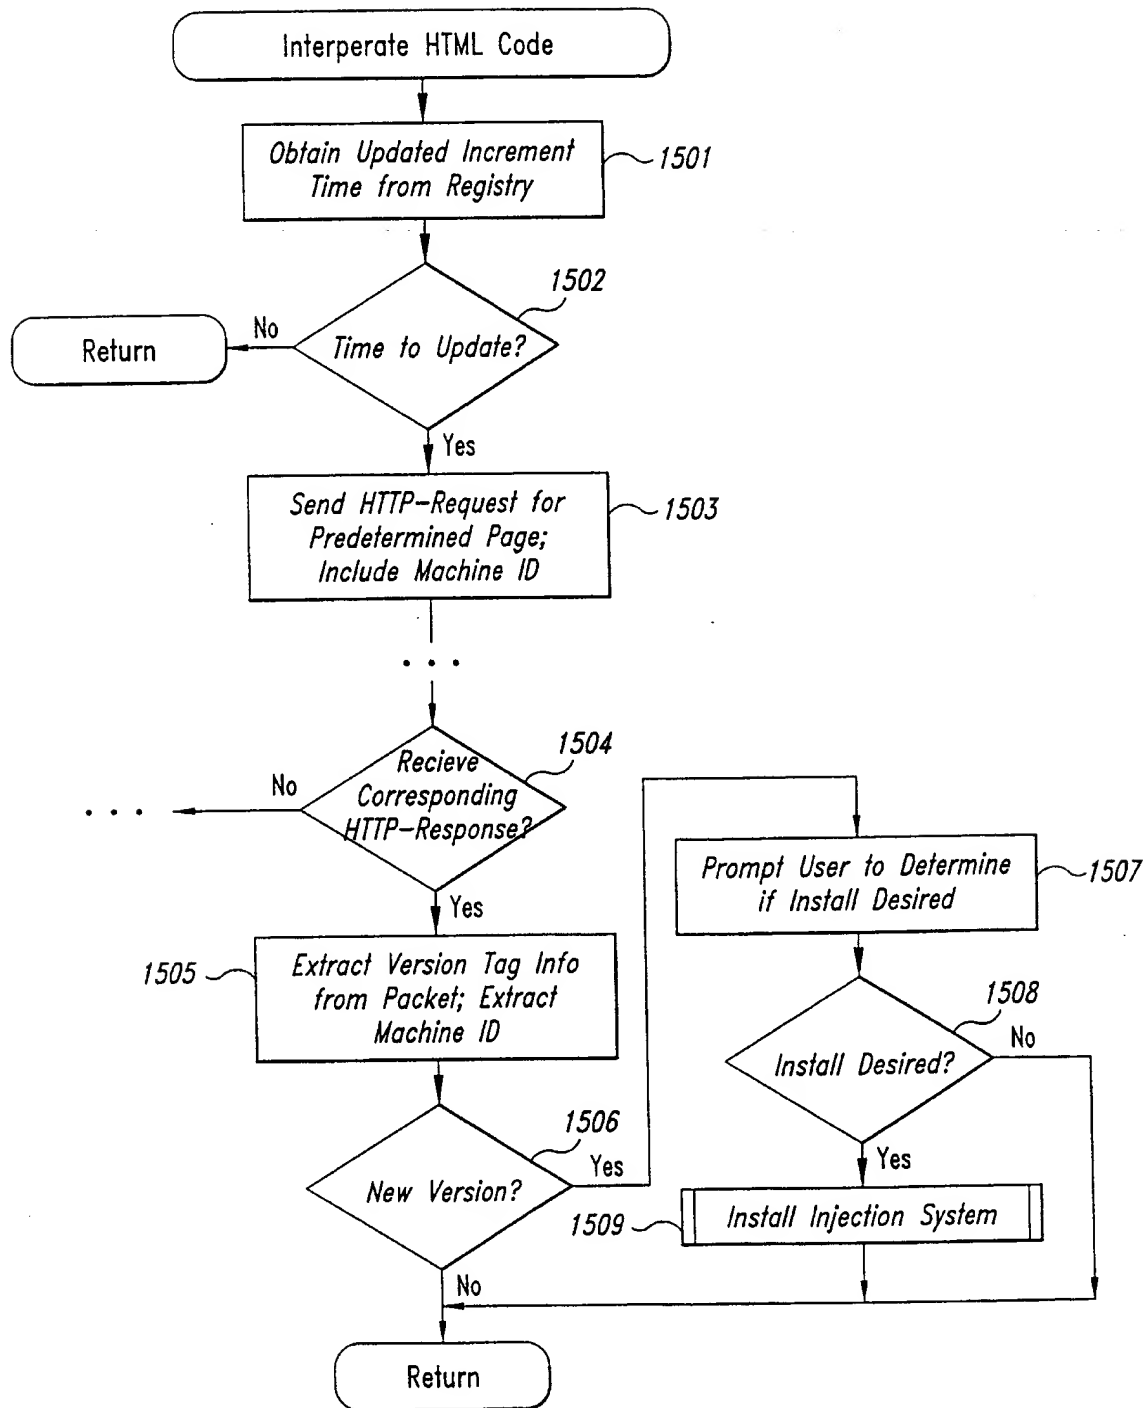 Interperate HTML Code
Obtain Updated Increment
Time from Registry
1501
1502
Time to Update?
No
Return
Yes
Send HTTP-Request for
Predetermined Page;
Include Machine ID
1503
. . .
1504
Recieve
Corresponding
HTTP-Response?
No
. . .
Yes
1505
Extract Version Tag Info
from Packet; Extract
Machine ID
1506
New Version?
Yes
No
Prompt User to Determine
if Install Desired
1507
1508
Install Desired?
No
Yes
1509
Install Injection System
Return